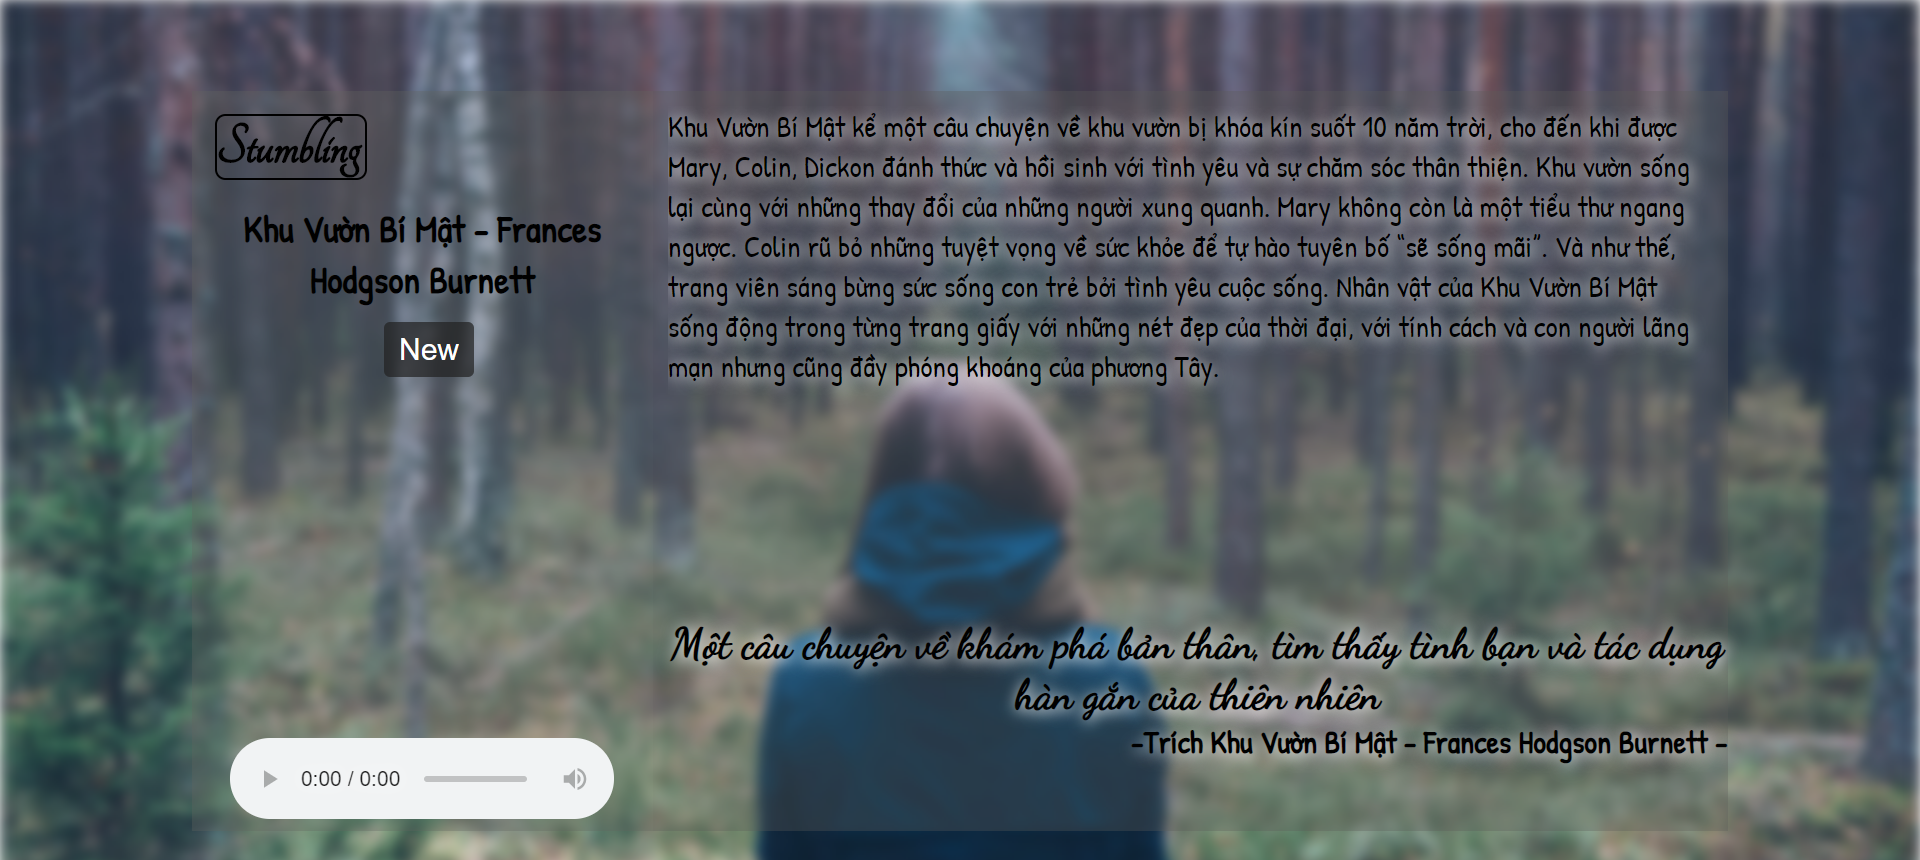 Stumbling
Khu Vườn Bí Mật - Frances
Hodgson Burnett
New
0:00 / 0:00
Khu Vườn Bí Mật kể một câu chuyện về khu vườn bị khóa kín suốt 10 năm trời, cho đến khi được
Mary, Colin, Dickon đánh thức và hồi sinh với tình yêu và sự chăm sóc thân thiện. Khu vườn sống
lại cùng với những thay đổi của những người xung quanh. Mary không còn là một tiểu thư ngang
ngược. Colin rũ bỏ những tuyệt vọng về sức khỏe để tự hào tuyên bố “sẽ sống mãi”. Và như thế,
trang viên sáng bừng sức sống con trẻ bởi tình yêu cuộc sống. Nhân vật của Khu Vườn Bí Mật
sống động trong từng trang giấy với những nét đẹp của thời đại, với tính cách và con người lãng
mạn nhưng cũng đầy phóng khoáng của phương Tây.
Một câu chuyện về khám phá bản thân, tìm thấy tình bạn và tác dụng
hàn gắn của thiên nhiên
-Trích Khu Vườn Bí Mật - Frances Hodgson Burnett -